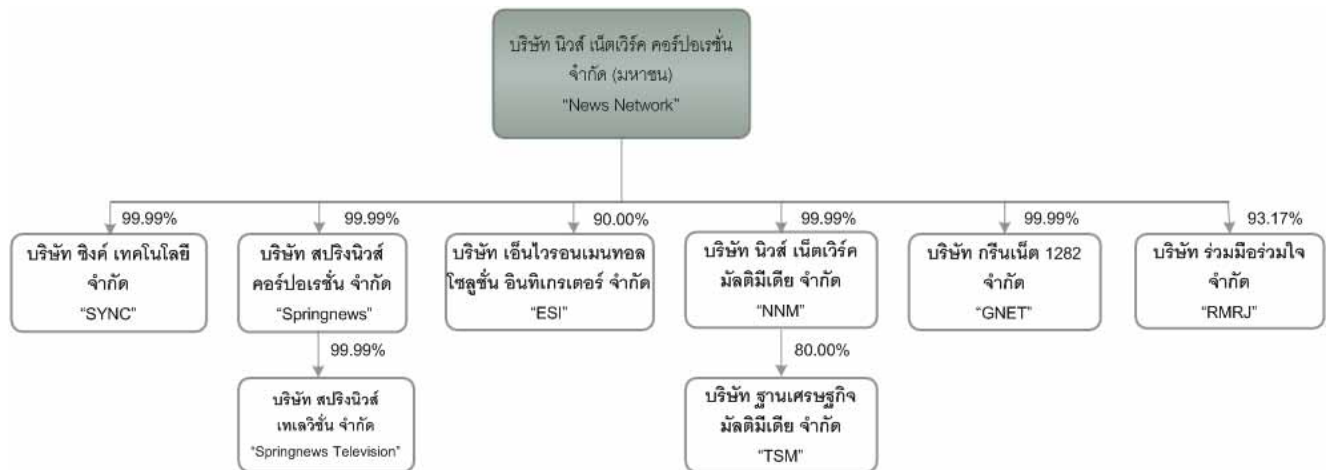 บริษัท นิวส์ เน็ตเวิร์ค คอร์ปอเรชั่น
จำกัด (มหาชน)
“News Network”
99.99%
99.99%
90.00%
99.99%
99.99%
93.17%
บริษัท ซิงค์ เทคโนโลยี
จำกัด
“SYNC”
บริษัท สปริงนิวส์
คอร์ปอเรชั่น จำกัด
“Springnews”
บริษัท เอ็นไวรอนเมนทอล
โซลูชั่น อินทิเกรเตอร์ จำกัด
“ESI”
บริษัท นิวส์ เน็ตเวิร์ค
มัลติมีเดีย จำกัด
“NNM”
บริษัท กรีนเน็ต 1282
จำกัด
“GNET”
บริษัท ร่วมมือร่วมใจ
จำกัด
“RMRJ”
99.99%
80.00%
บริษัท สปริงนิวส์
เทเลวิชั่น จำกัด
“Springnews Television”
บริษัท ฐานเศรษฐกิจ
มัลติมีเดีย จำกัด
“TSM”